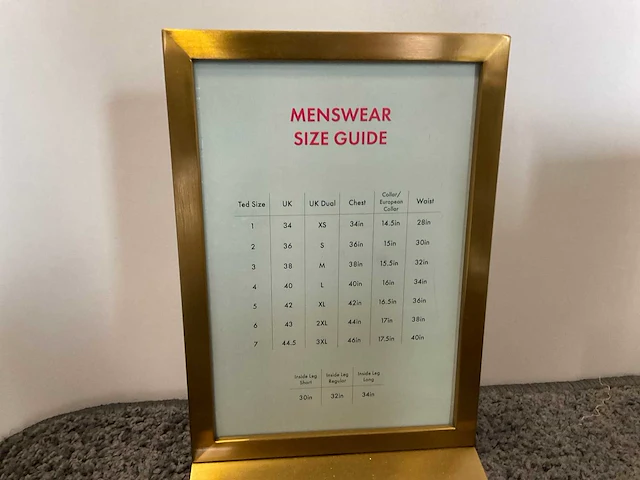 MENSWEAR
SIZE GUIDE
Ted Size UK UK Dual Chest Collar/ European Collar Waist
1 34 XS 34in 14.5in 28in
2 36 S 36in 15in 30in
3 38 M 38in 15.5in 32in
4 40 L 40in 16in 34in
5 42 XL 42in 16.5in 36in
6 43 2XL 44in 17in 38in
7 44.5 3XL 46in 17.5in 40in
Inside Leg Short Inside Leg Regular Inside Leg Long
30in 32in 34in